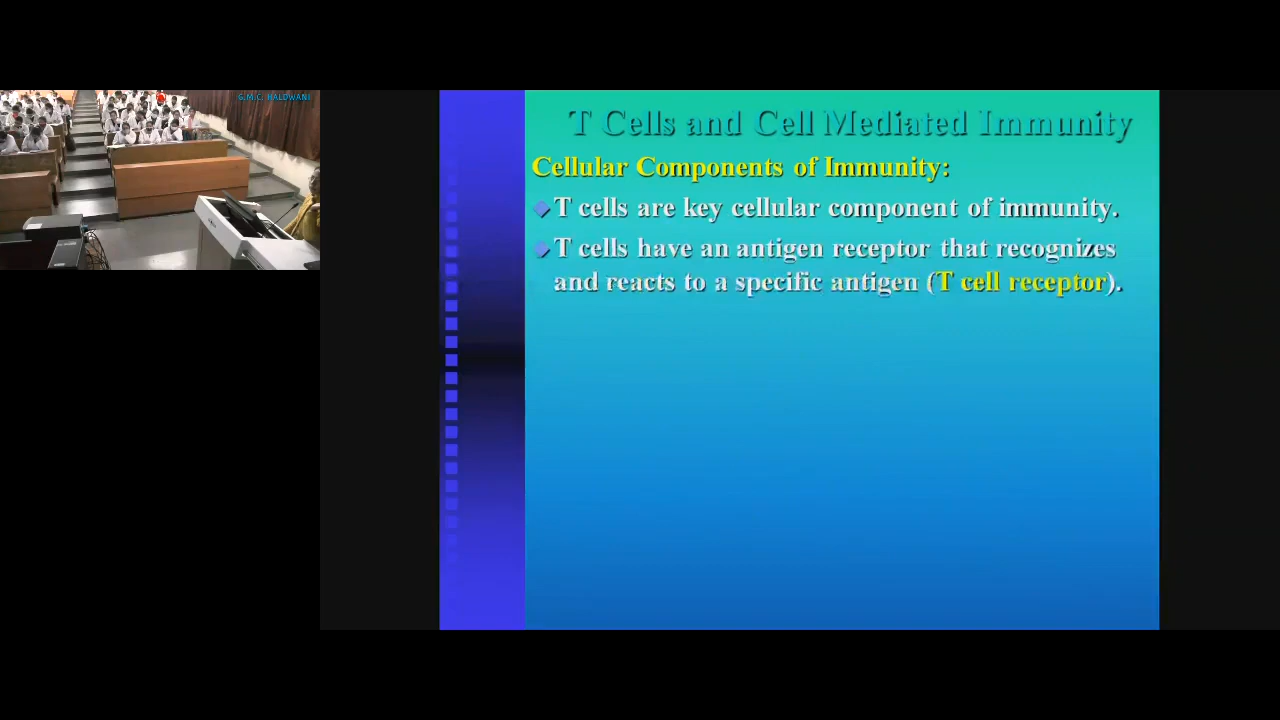 G.M.C. HALDWANI
T Cells and Cell Mediated Immunity
Cellular Components of Immunity:
T cells are key cellular component of immunity.
T cells have an antigen receptor that recognizes
and reacts to a specific antigen (T cell receptor).